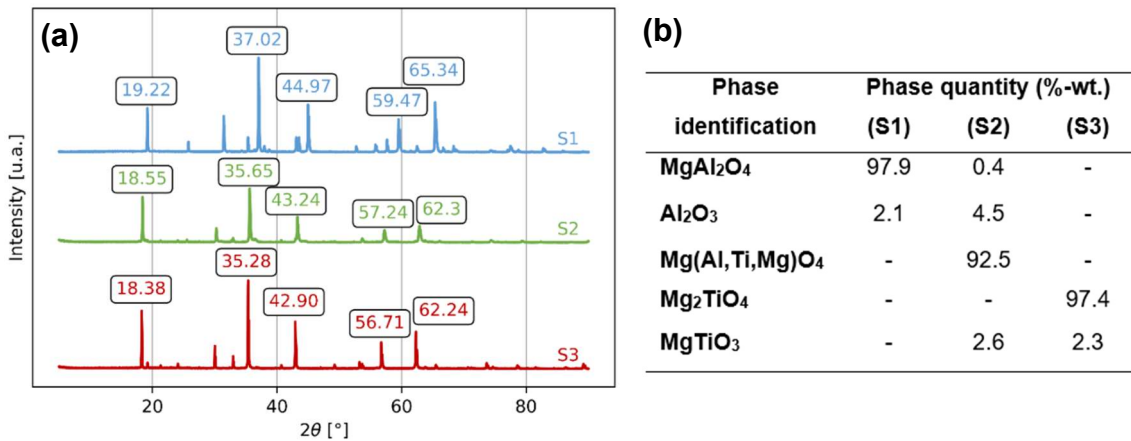 (a)
37.02
19.22
44.97
65.34
59.47
S1
18.55
35.65
43.24
57.24
62.3
S2
18.38
35.28
42.90
56.71
62.24
S3
Intensity [u.a.]
20 40 60 80
2θ [°]
(b)
Phase identification Phase quantity (%-wt.)
(S1) (S2) (S3)
MgAl₂O₄ 97.9 0.4 -
Al₂O₃ 2.1 4.5 -
Mg(Al,Ti,Mg)O₄ - 92.5 -
Mg₂TiO₄ - - 97.4
MgTiO₃ - 2.6 2.3